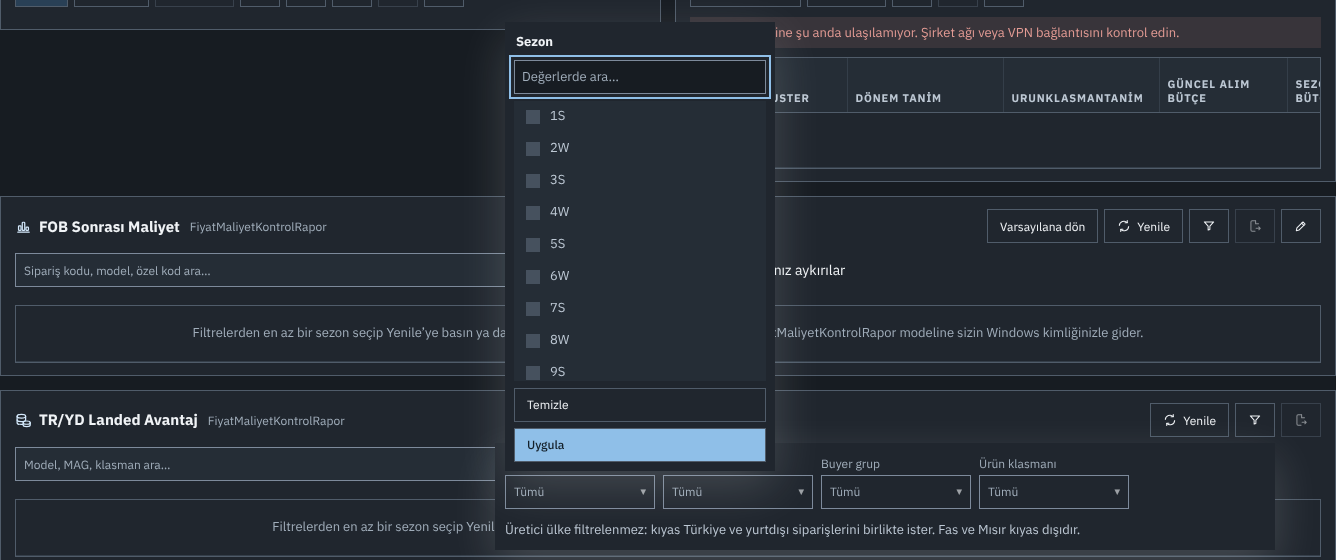 ine şu anda ulaşılamıyor. Şirket ağı veya VPN bağlantısını kontrol edin.
Sezon
Değerlerde ara...
1S
2W
3S
4W
5S
6W
7S
8W
9S
Temizle
Uygula
USTER
DÖNEM TANİM
URUNKLASMANTANİM
GÜNCEL ALIM
BÜTÇE
SEZO
BÜT
FOB Sonrası Maliyet FiyatMaliyetKontrolRapor
Varsayılana dön
Yenile
Sipariş kodu, model, özel kod ara...
nız aykırılar
Filtrelerden en az bir sezon seçip Yenile’ye basın ya da
tMaliyetKontrolRapor modeline sizin Windows kimliğinizle gider.
TR/YD Landed Avantaj FiyatMaliyetKontrolRapor
Yenile
Model, MAG, klasman ara...
Buyer grup
Ürün klasmanı
Tümü
Tümü
Tümü
Tümü
Filtrelerden en az bir sezon seçip Yenil
Üretici ülke filtrelenmez: kıyas Türkiye ve yurtdışı siparişlerini birlikte ister. Fas ve Mısır kıyas dışıdır.